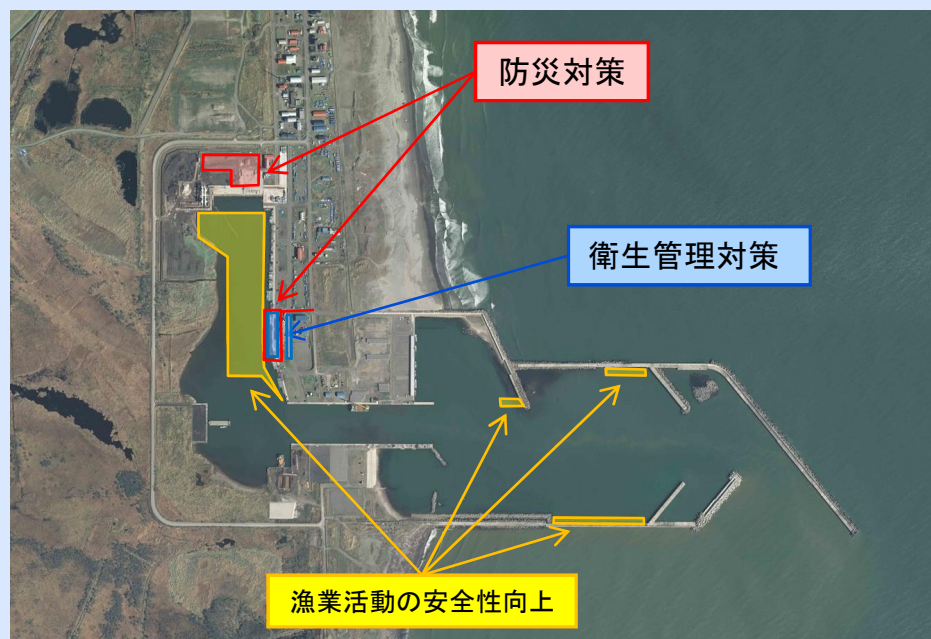 防災対策
衛生管理対策
漁業活動の安全性向上